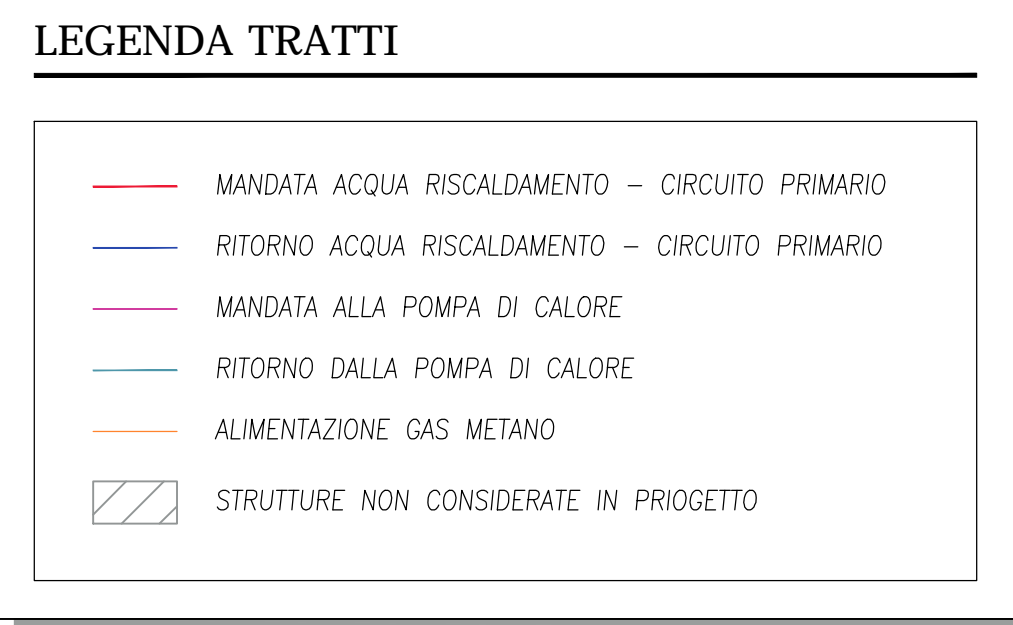 LEGENDA TRATTI
MANDATA ACQUA RISCALDAMENTO – CIRCUITO PRIMARIO
RITORNO ACQUA RISCALDAMENTO – CIRCUITO PRIMARIO
MANDATA ALLA POMPA DI CALORE
RITORNO DALLA POMPA DI CALORE
ALIMENTAZIONE GAS METANO
STRUTTURE NON CONSIDERATE IN PRIOGETTO